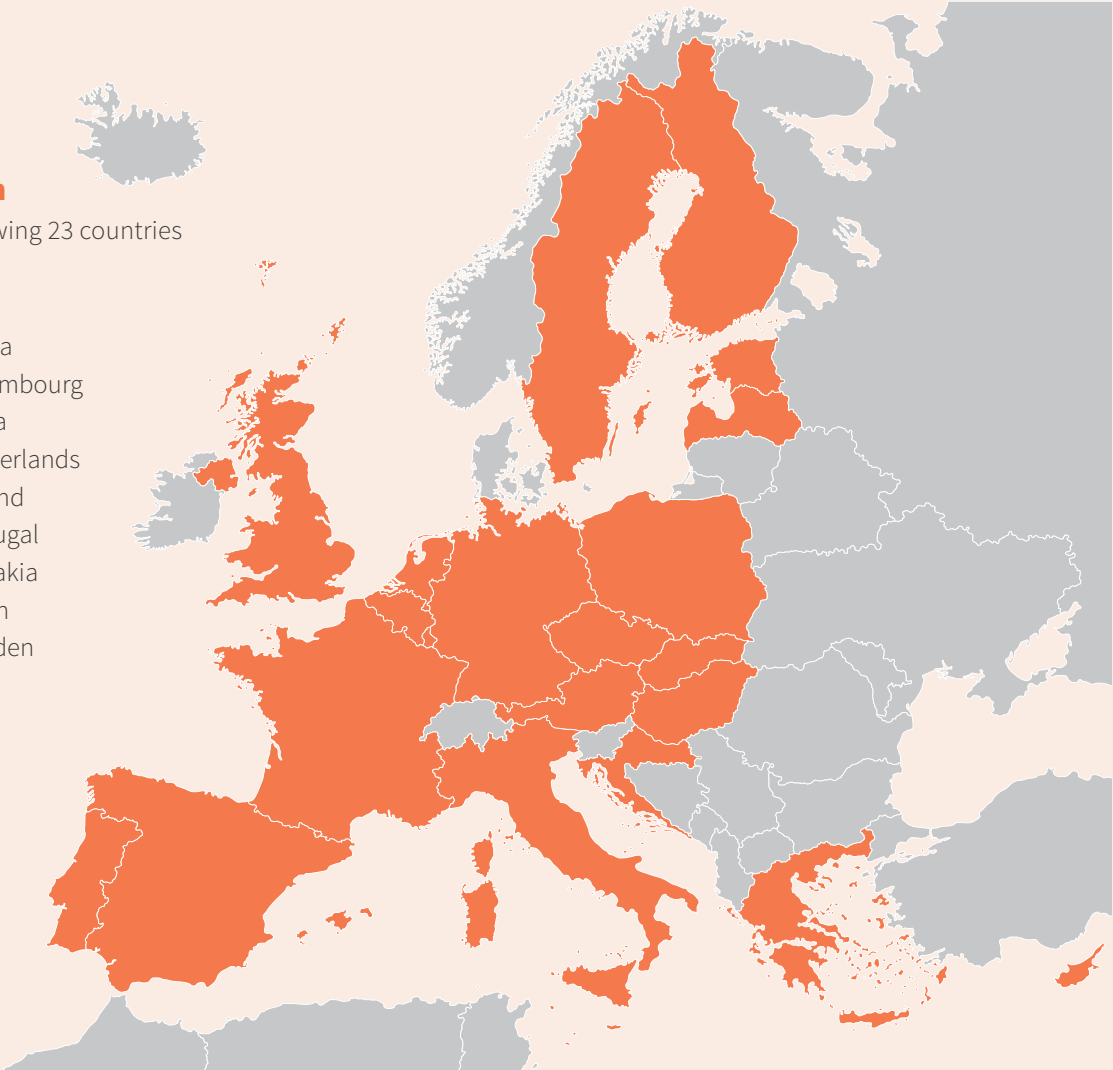 n
wing 23 countries
a
mbourg
a
erlands
nd
ugal
akia
n
den